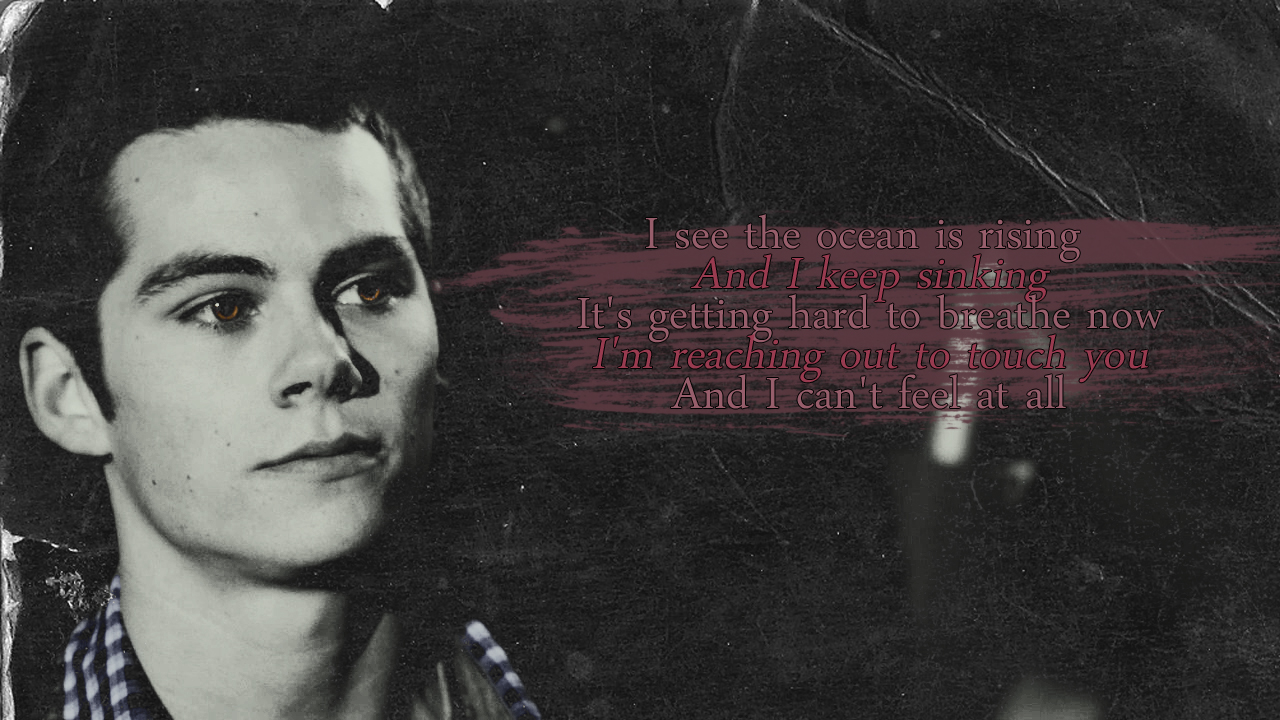 I see the ocean is rising
And I keep sinking
It's getting hard to breathe now
I'm reaching out to touch you
And I can't feel at all